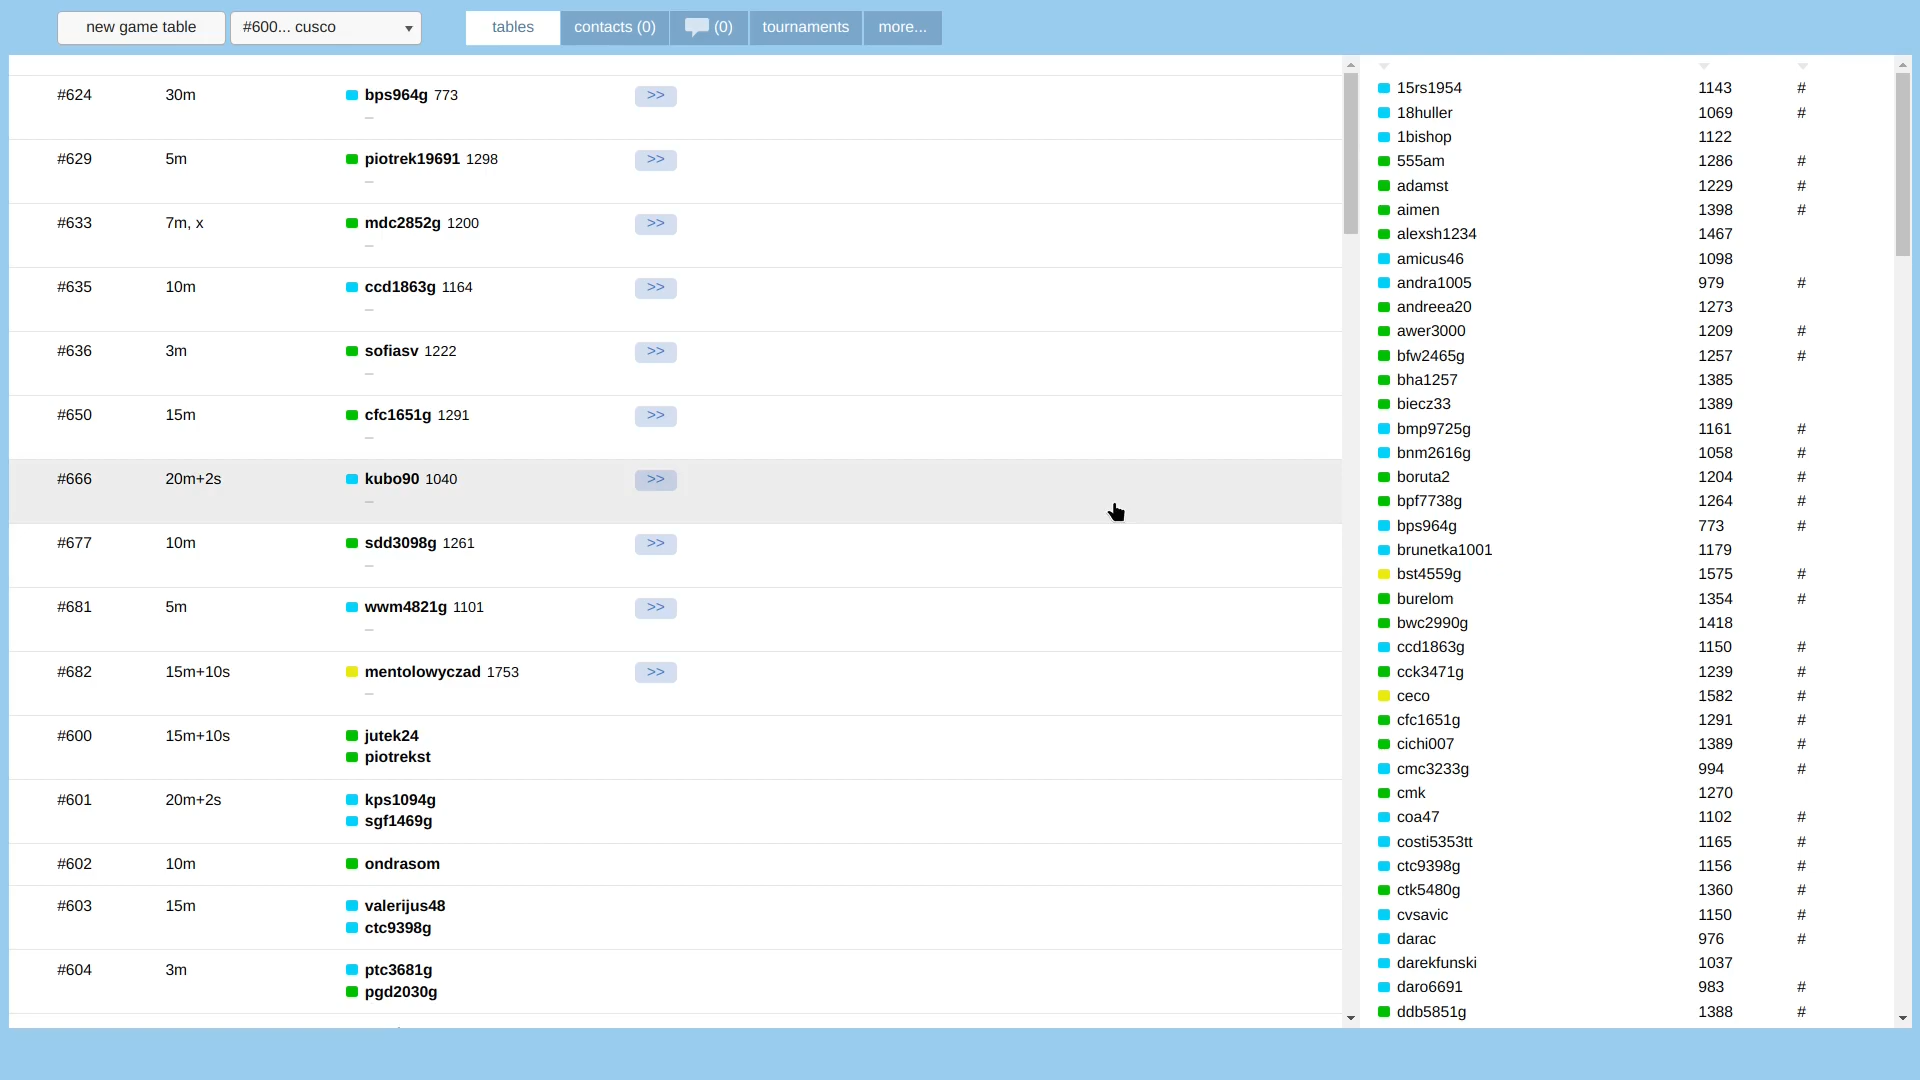 new game table
#600... cusco
tables
contacts (0)
(0)
tournaments
more...
#624 30m bps964g 773 >>
–
#629 5m piotrek19691 1298 >>
–
#633 7m, x mdc2852g 1200 >>
–
#635 10m ccd1863g 1164 >>
–
#636 3m sofiasv 1222 >>
–
#650 15m cfc1651g 1291 >>
–
#666 20m+2s kubo90 1040 >>
–
#677 10m sdd3098g 1261 >>
–
#681 5m wwm4821g 1101 >>
–
#682 15m+10s mentolowyczad 1753 >>
–
#600 15m+10s jutek24
piotrekst
#601 20m+2s kps1094g
sgf1469g
#602 10m ondrasom
#603 15m valerijus48
ctc9398g
#604 3m ptc3681g
pgd2030g
15rs1954 1143 #
18huller 1069 #
1bishop 1122
555am 1286 #
adamst 1229 #
aimen 1398 #
alexsh1234 1467
amicus46 1098
andra1005 979 #
andreea20 1273
awer3000 1209 #
bfw2465g 1257 #
bha1257 1385
biecz33 1389
bmp9725g 1161 #
bnm2616g 1058 #
boruta2 1204 #
bpf7738g 1264 #
bps964g 773 #
brunetka1001 1179
bst4559g 1575 #
burelom 1354 #
bwc2990g 1418
ccd1863g 1150 #
cck3471g 1239 #
ceco 1582 #
cfc1651g 1291 #
cichi007 1389 #
cmc3233g 994 #
cmk 1270
coa47 1102 #
costi5353tt 1165 #
ctc9398g 1156 #
ctk5480g 1360 #
cvsavic 1150 #
darac 976 #
darekfunski 1037
daro6691 983 #
ddb5851g 1388 #